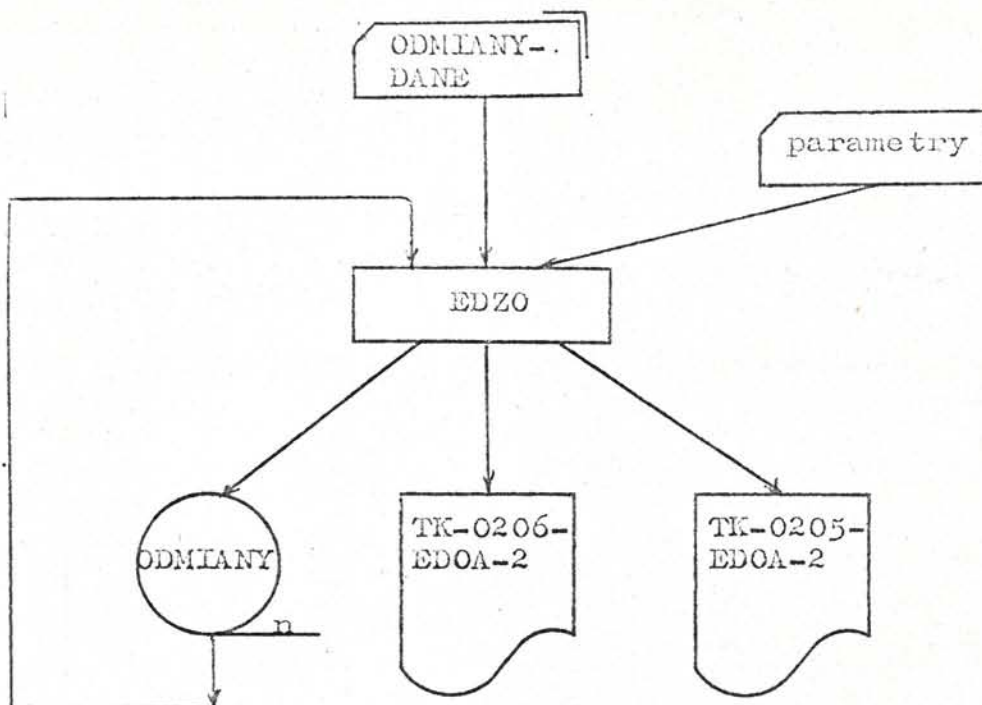 ODMIANY-
DANE
parametry
EDZO
ODMIANY
n
TK-0206-
EDOA-2
TK-0205-
EDOA-2